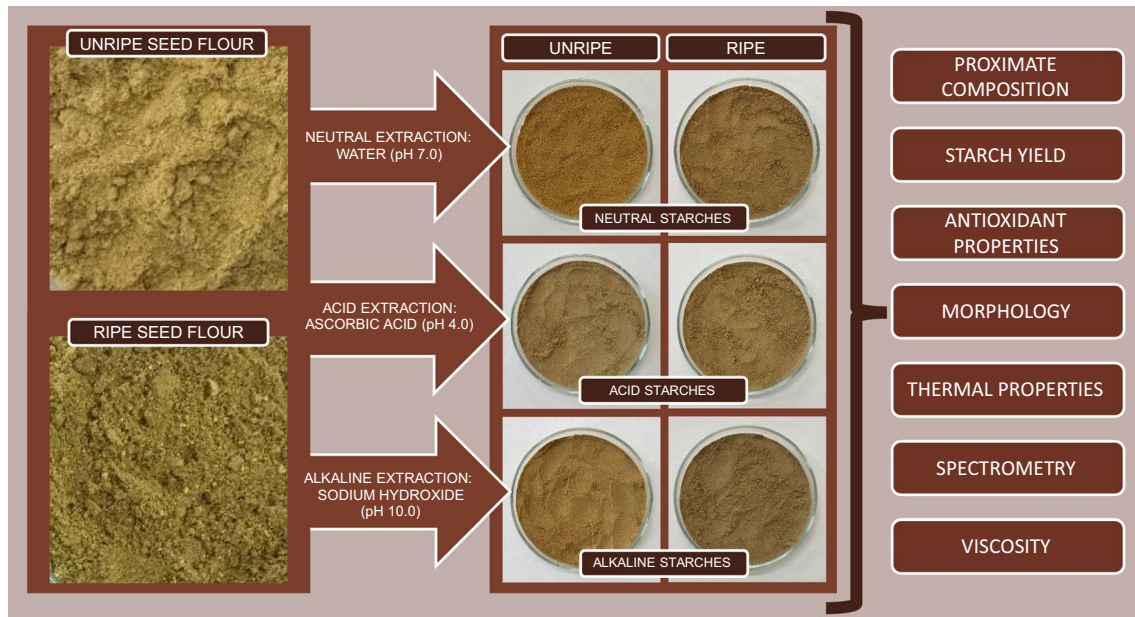 UNRIPE SEED FLOUR
RIPE SEED FLOUR
NEUTRAL EXTRACTION:
WATER (pH 7.0)
ACID EXTRACTION:
ASCORBIC ACID (pH 4.0)
ALKALINE EXTRACTION:
SODIUM HYDROXIDE
(pH 10.0)
UNRIPE
RIPE
NEUTRAL STARCHES
ACID STARCHES
ALKALINE STARCHES
PROXIMATE
COMPOSITION
STARCH YIELD
ANTIOXIDANT
PROPERTIES
MORPHOLOGY
THERMAL PROPERTIES
SPECTROMETRY
VISCOSITY